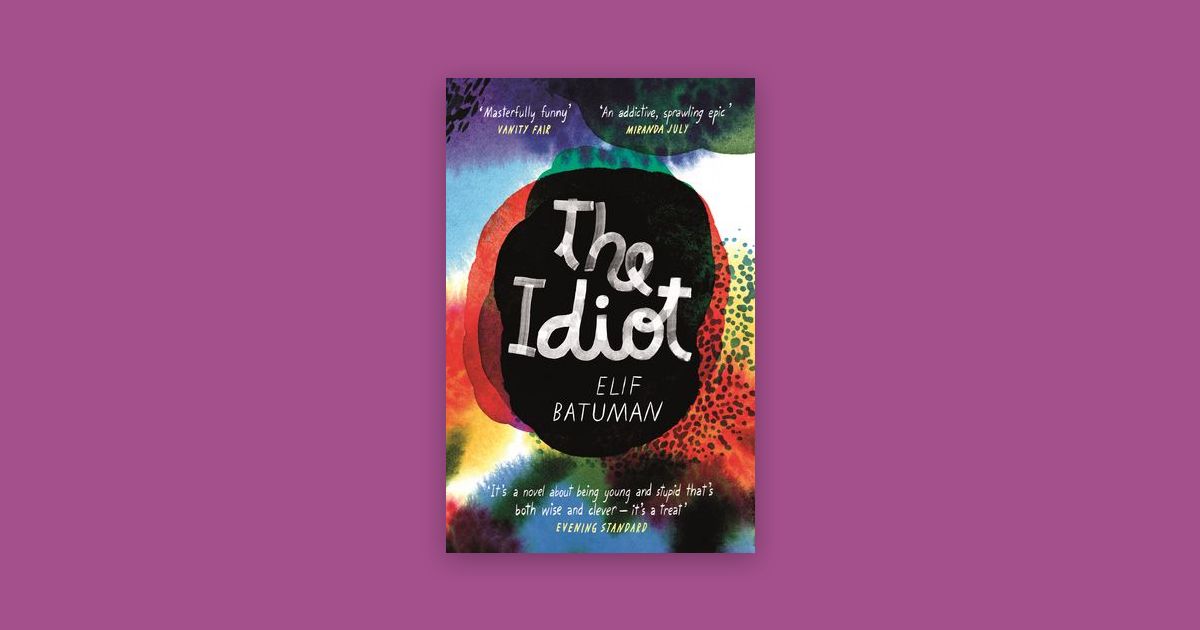 ‘Masterfully funny’
VANITY FAIR
‘An addictive, sprawling epic’
MIRANDA JULY
The
Idiot
ELIF
BATUMAN
‘It's a novel about being young and stupid that's
both wise and clever – it's a treat’
EVENING STANDARD